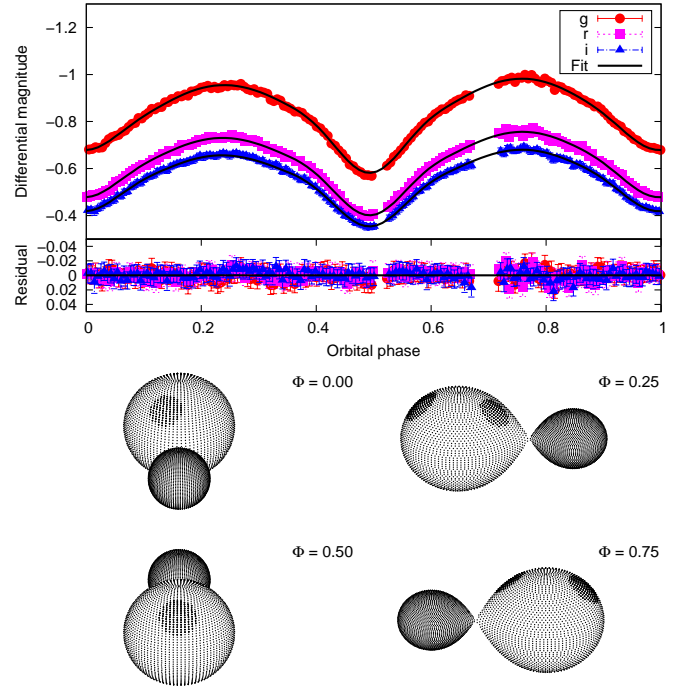 g
r
i
Fit
Differential magnitude
−1.2
−1
−0.8
−0.6
−0.4
Residual
−0.04
−0.02
0
0.02
0.04
0 0.2 0.4 0.6 0.8 1
Orbital phase
Φ = 0.00
Φ = 0.25
Φ = 0.50
Φ = 0.75